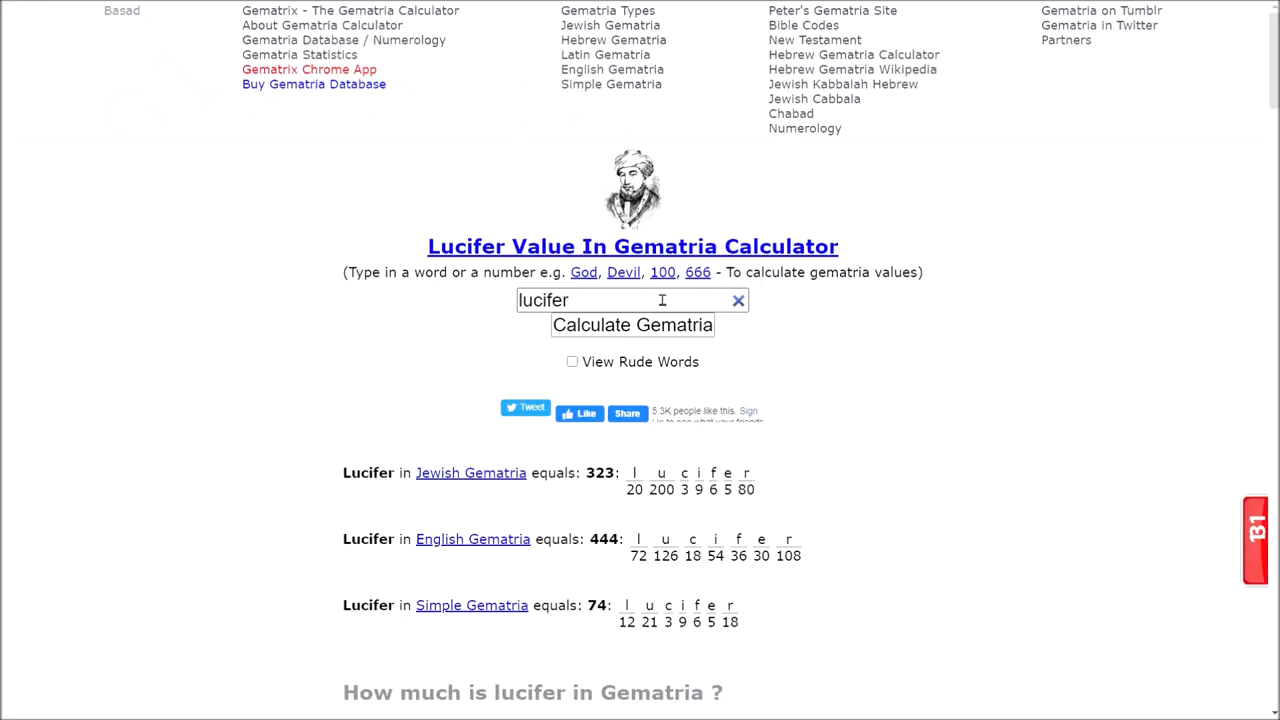 Basad
Gematrix - The Gematria Calculator
About Gematria Calculator
Gematria Database / Numerology
Gematria Statistics
Gematrix Chrome App
Buy Gematria Database
Gematria Types
Jewish Gematria
Hebrew Gematria
Latin Gematria
English Gematria
Simple Gematria
Peter's Gematria Site
Bible Codes
New Testament
Hebrew Gematria Calculator
Hebrew Gematria Wikipedia
Jewish Kabbalah Hebrew
Jewish Cabbala
Chabad
Numerology
Gematria on Tumblr
Gematria in Twitter
Partners
Lucifer Value In Gematria Calculator
(Type in a word or a number e.g. God, Devil, 100, 666 - To calculate gematria values)
lucifer
Calculate Gematria
View Rude Words
Tweet Like Share 5.3K people like this. Sign
Lucifer in Jewish Gematria equals: 323: l u c i f e r
20 200 3 9 6 5 80
Lucifer in English Gematria equals: 444: l u c i f e r
72 126 18 54 36 30 108
Lucifer in Simple Gematria equals: 74: l u c i f e r
12 21 3 9 6 5 18
How much is lucifer in Gematria ?
131